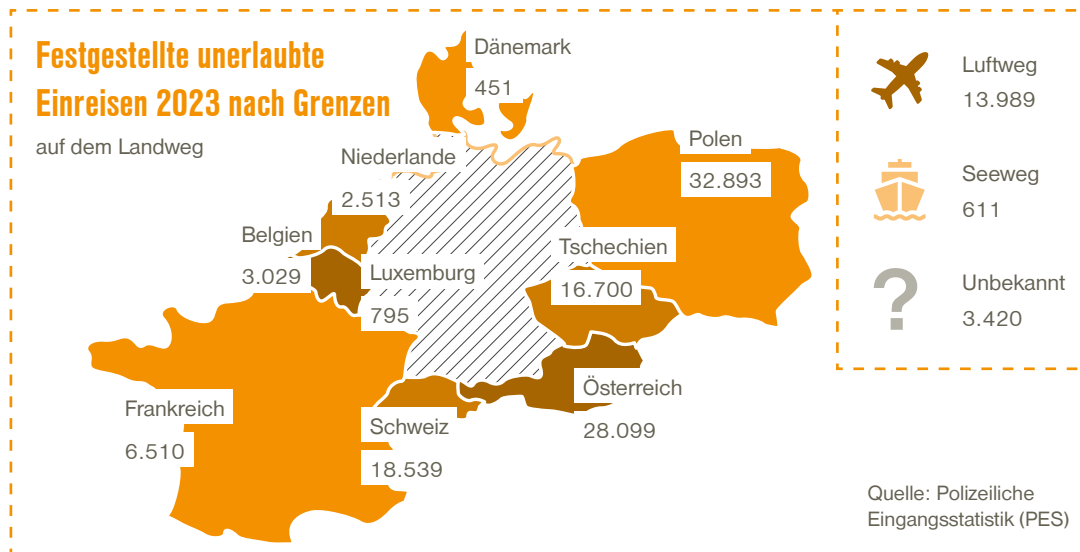 Festgestellte unerlaubte
Einreisen 2023 nach Grenzen
auf dem Landweg
Dänemark
451
Polen
32.893
Niederlande
2.513
Belgien
3.029
Luxemburg
795
Tschechien
16.700
Österreich
28.099
Frankreich
6.510
Schweiz
18.539
Luftweg
13.989
Seeweg
611
?
Unbekannt
3.420
Quelle: Polizeiliche
Eingangsstatistik (PES)